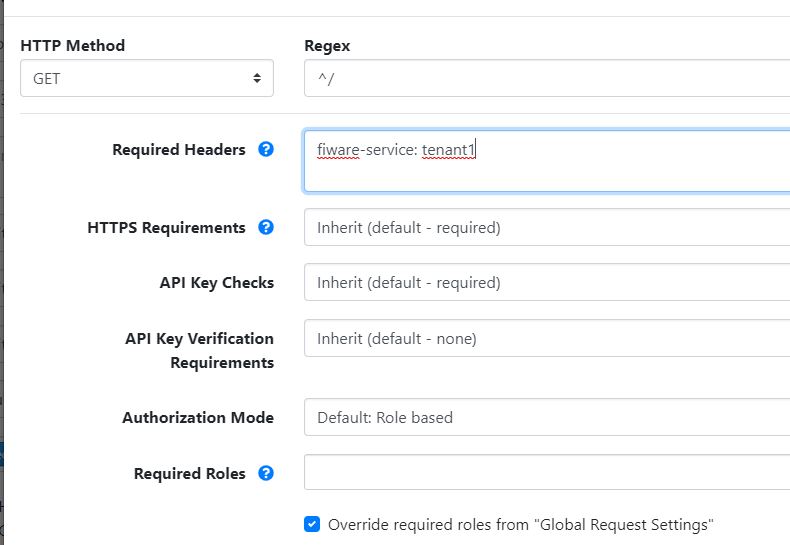 HTTP Method
Regex
GET
^/
Required Headers
fiware-service: tenant1
HTTPS Requirements
Inherit (default - required)
API Key Checks
Inherit (default - required)
API Key Verification
Requirements
Inherit (default - none)
Authorization Mode
Default: Role based
Required Roles
Override required roles from "Global Request Settings"